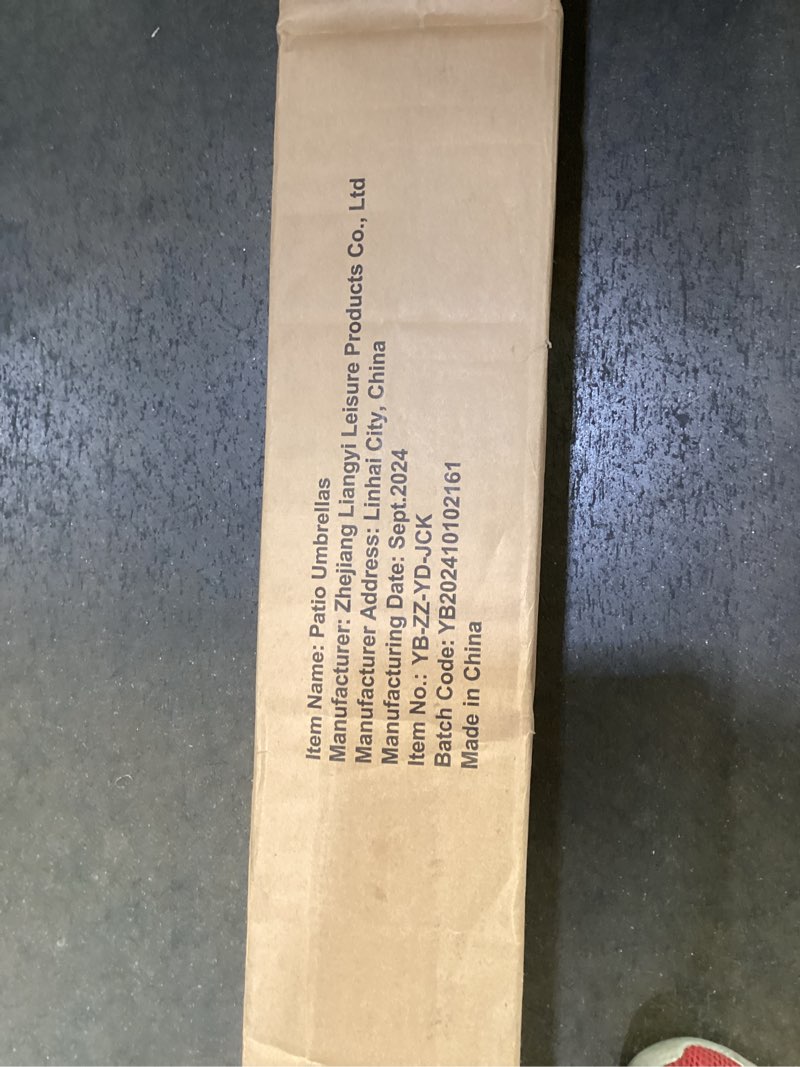 Item Name: Patio Umbrellas
Manufacturer: Zhejiang Liangyi Leisure Products Co., Ltd
Manufacturer Address: Linhai City, China
Manufacturing Date: Sept.2024
Item No.: YB-ZZ-YD-JCK
Batch Code: YB202410102161
Made in China